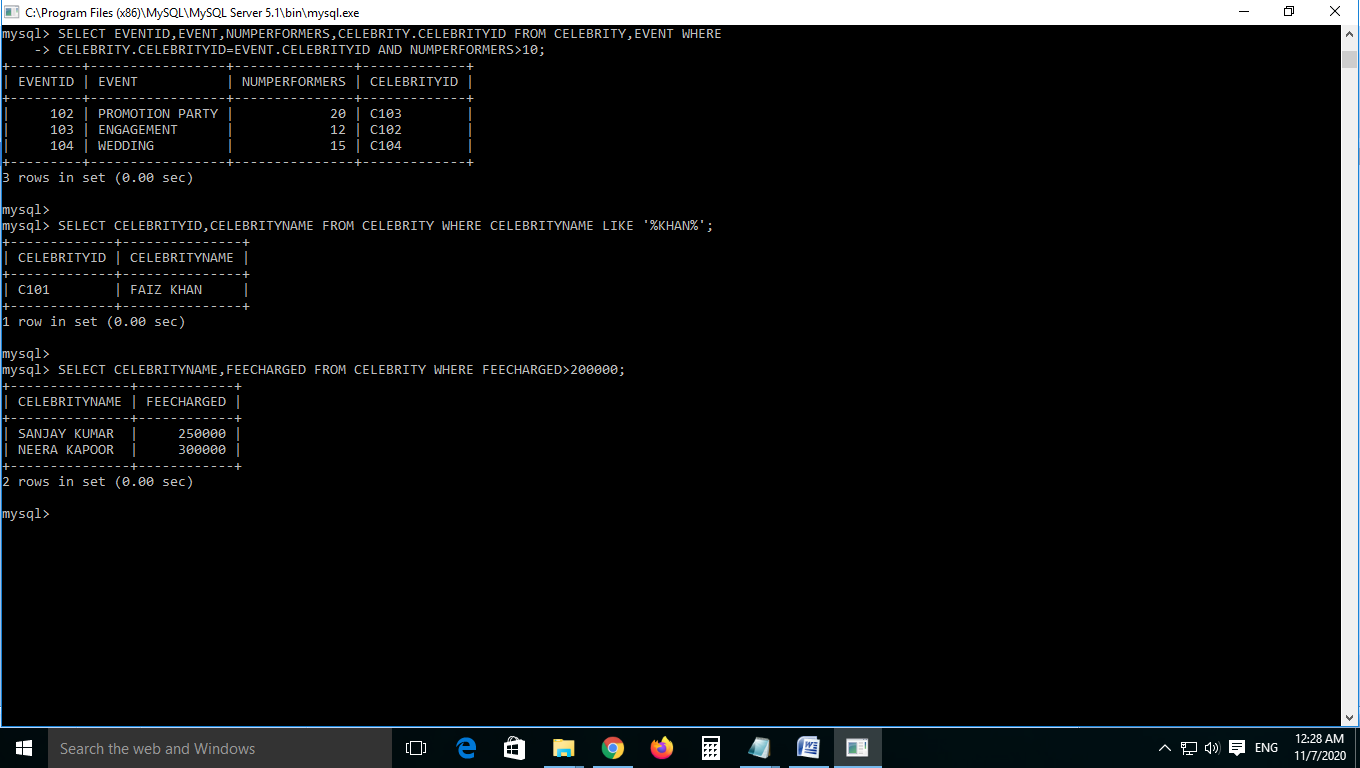 C:\Program Files (x86)\MySQL\MySQL Server 5.1\bin\mysql.exe
mysql> SELECT EVENTID,EVENT,NUMPERFORMERS,CELEBRITY.CELEBRITYID FROM CELEBRITY,EVENT WHERE
    -> CELEBRITY.CELEBRITYID=EVENT.CELEBRITYID AND NUMPERFORMERS>10;
+---------+-----------------+---------------+-------------+
| EVENTID | EVENT           | NUMPERFORMERS | CELEBRITYID |
+---------+-----------------+---------------+-------------+
|     102 | PROMOTION PARTY |            20 | C103        |
|     103 | ENGAGEMENT      |            12 | C102        |
|     104 | WEDDING         |            15 | C104        |
+---------+-----------------+---------------+-------------+
3 rows in set (0.00 sec)
mysql>
mysql> SELECT CELEBRITYID,CELEBRITYNAME FROM CELEBRITY WHERE CELEBRITYNAME LIKE '%KHAN%';
+-------------+---------------+
| CELEBRITYID | CELEBRITYNAME |
+-------------+---------------+
| C101        | FAIZ KHAN     |
+-------------+---------------+
1 row in set (0.00 sec)
mysql>
mysql> SELECT CELEBRITYNAME,FEECHARGED FROM CELEBRITY WHERE FEECHARGED>200000;
+---------------+------------+
| CELEBRITYNAME | FEECHARGED |
+---------------+------------+
| SANJAY KUMAR  |     250000 |
| NEERA KAPOOR  |     300000 |
+---------------+------------+
2 rows in set (0.00 sec)
mysql>
Search the web and Windows
ENG
12:28 AM
11/7/2020